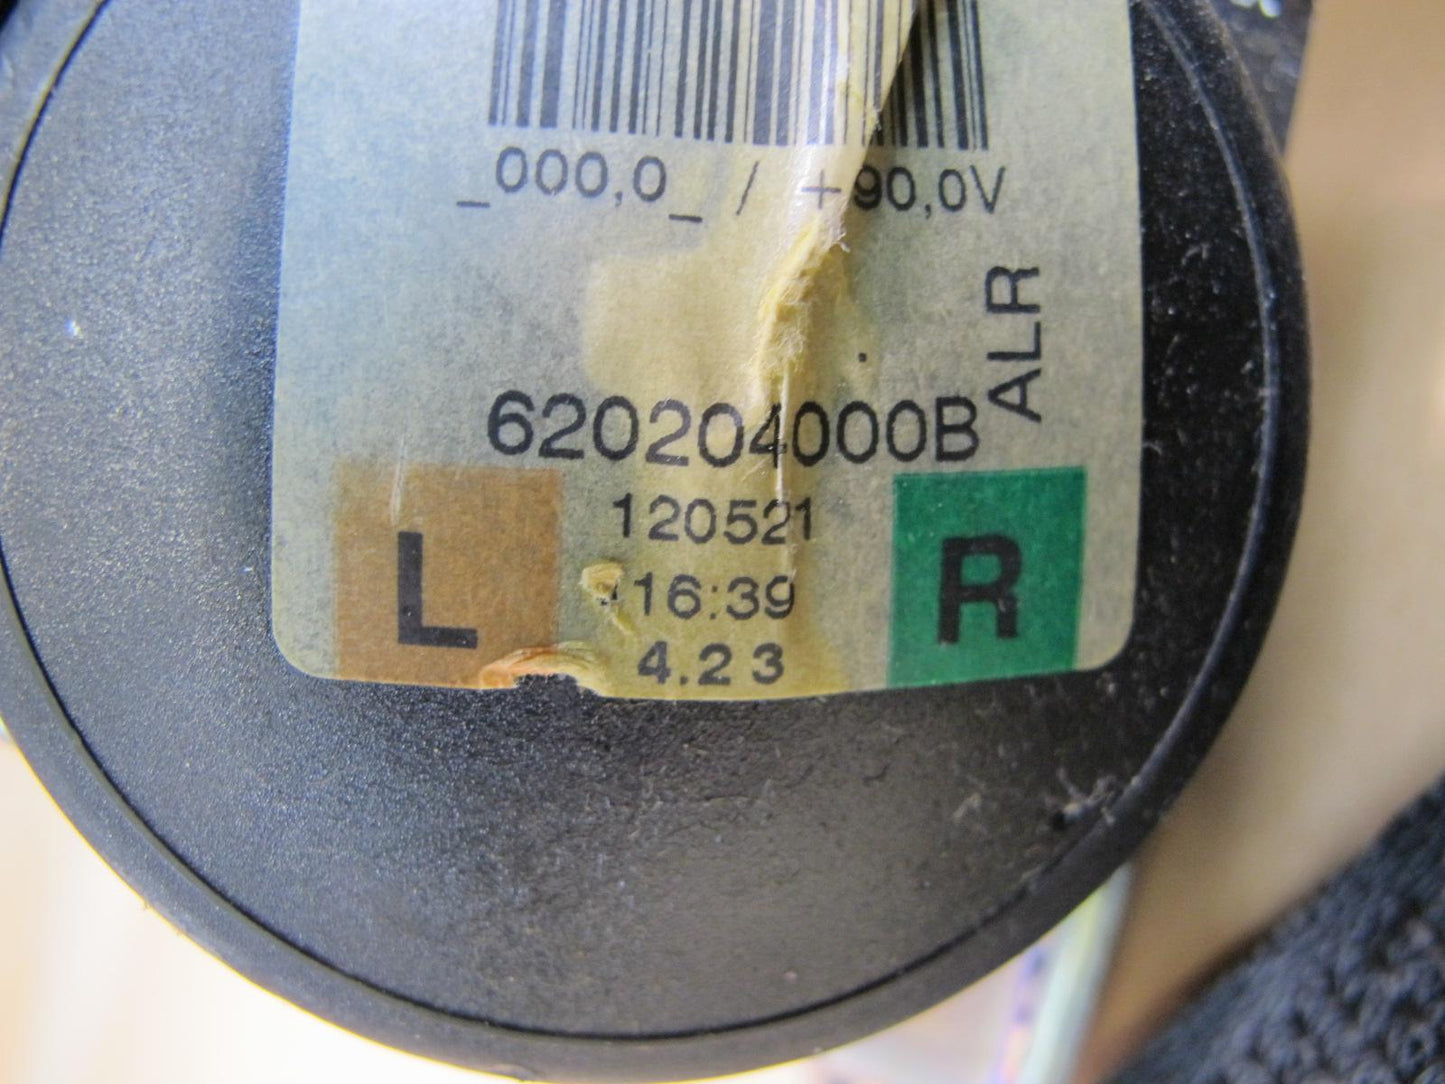 _000,0_ / +90,0V
ALR
620204000B
120521
L
R
16:39
4.23